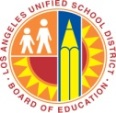 LOS ANGELES UNIFIED SCHOOL DISTRICT
• BOARD OF EDUCATION •